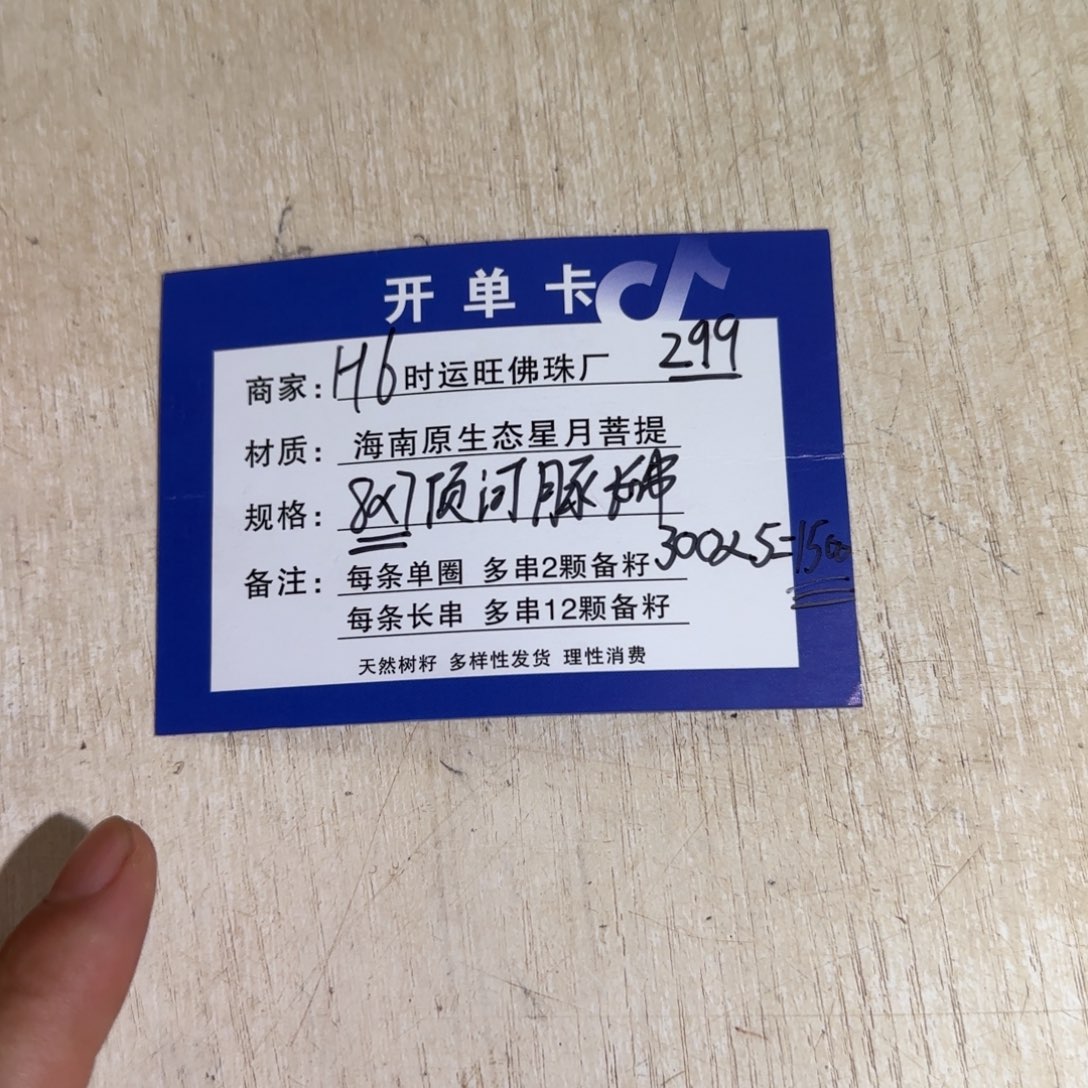 开单卡
299
商家：H6时运旺佛珠厂
材质：海南原生态星月菩提
规格：8x7顶河脉
300x5=1500
备注：每条单圈 多串2颗备籽
每条长串 多串12颗备籽
天然树籽 多样性发货 理性消费